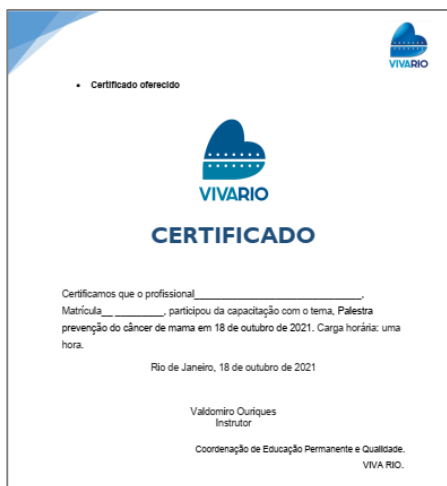 VIVARIO
• Certificado oferecido
VIVARIO
CERTIFICADO
Certificamos que o profissional________________________________,
Matrícula__ _________, participou da capacitação com o tema, Palestra
prevenção do câncer de mama em 18 de outubro de 2021. Carga horária: uma
hora.
Rio de Janeiro, 18 de outubro de 2021
Valdomiro Ouriques
Instrutor
Coordenação de Educação Permanente e Qualidade.
VIVA RIO.